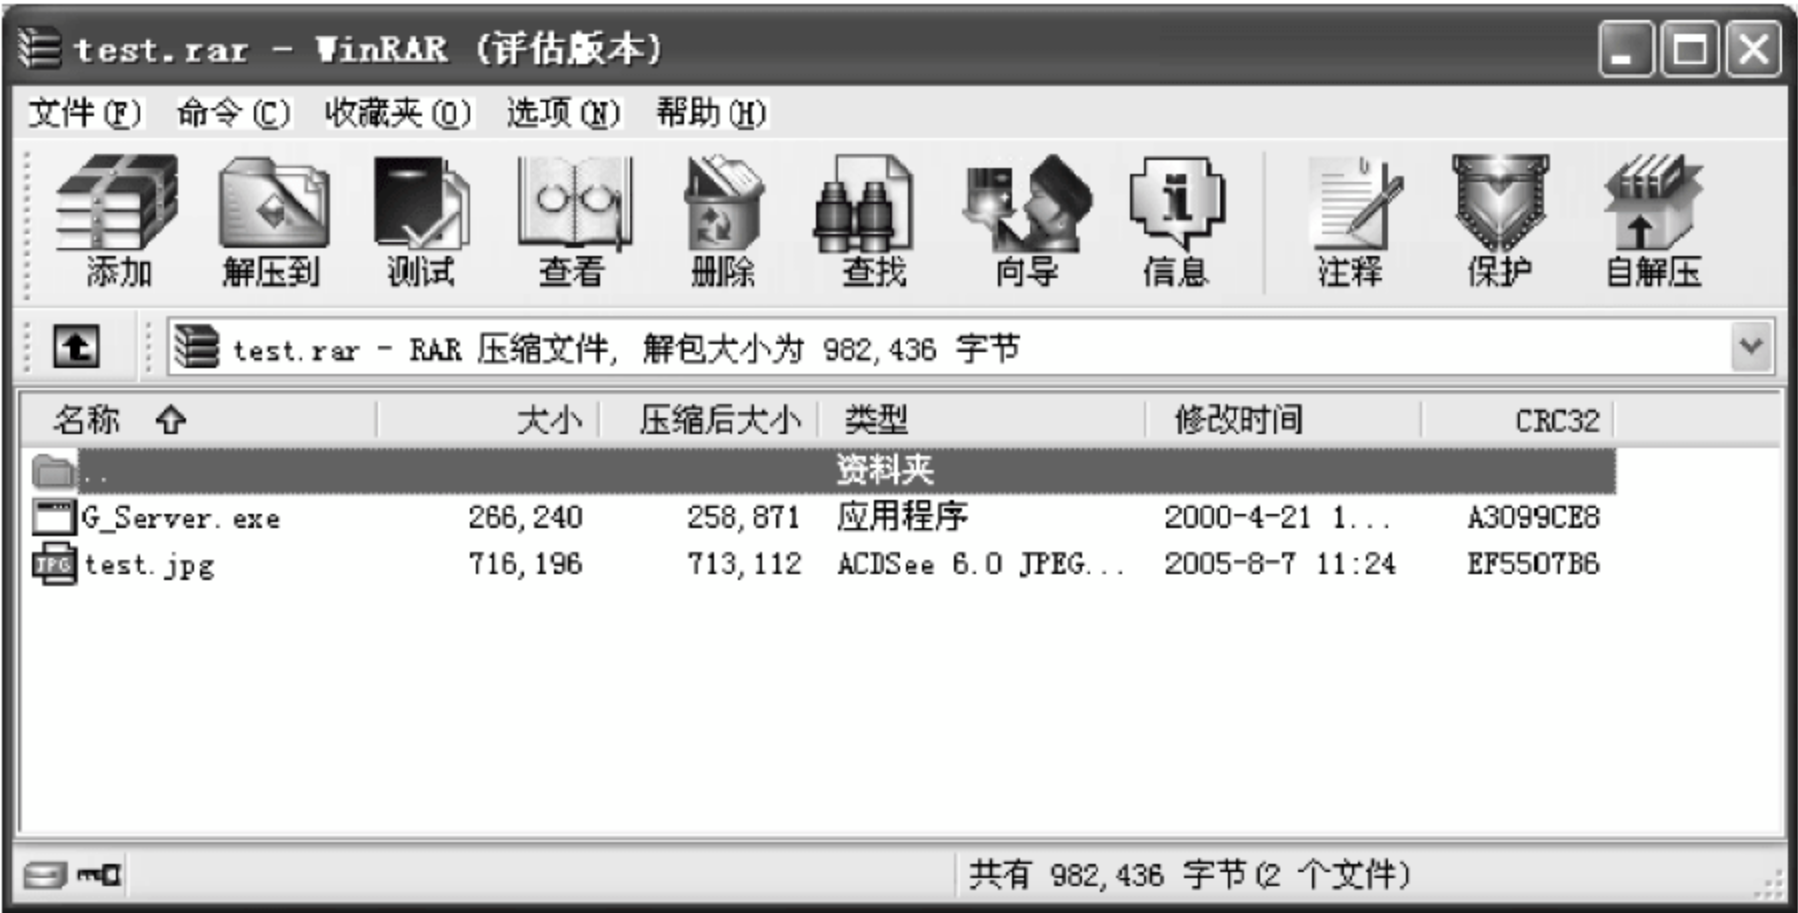 test.rar - WinRAR (评估版本)
文件(F) 命令(C) 收藏夹(O) 选项(N) 帮助(H)
添加 解压到 测试 查看 删除 查找 向导 信息 注释 保护 自解压
test.rar - RAR 压缩文件, 解包大小为 982,436 字节
名称 大小 压缩后大小 类型 修改时间 CRC32
.. 资料夹
G_Server.exe 266,240 258,871 应用程序 2000-4-21 1... A3099CE8
JPG test.jpg 716,196 713,112 ACDSee 6.0 JPEG... 2005-8-7 11:24 EF5507B6
共有 982,436 字节(2 个文件)